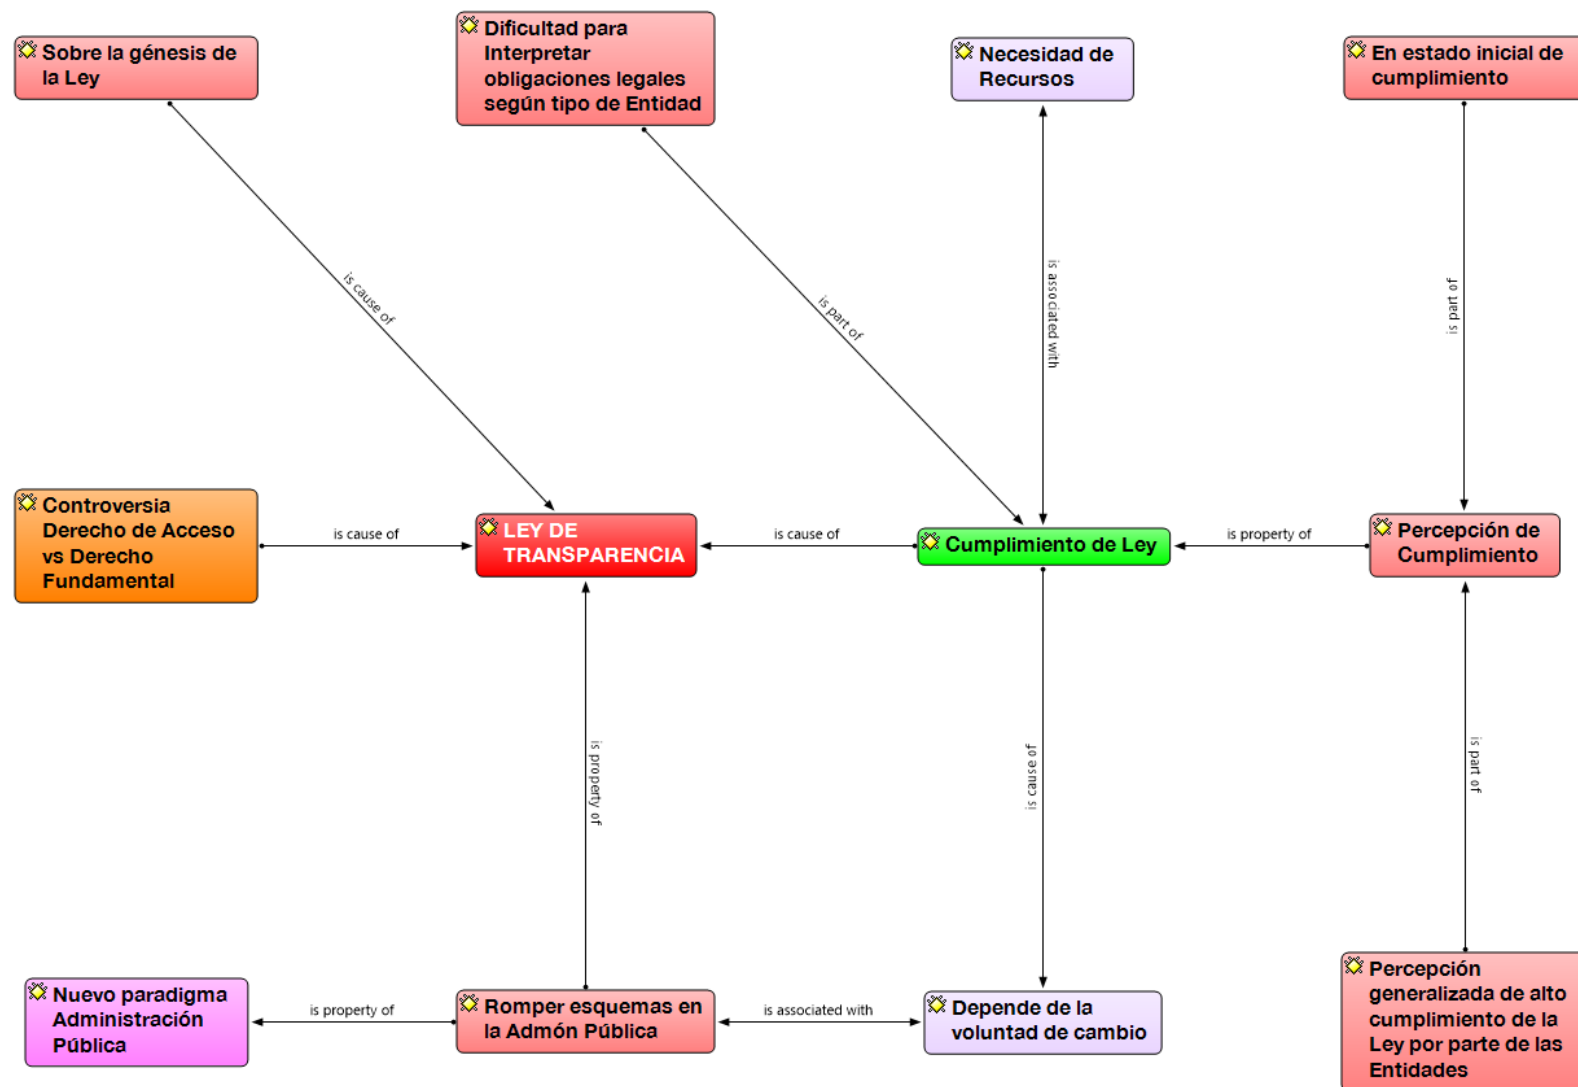 Sobre la génesis de
la Ley
Dificultad para
Interpretar
obligaciones legales
según tipo de Entidad
Necesidad de
Recursos
En estado inicial de
cumplimiento
is cause of
is part of
is associated with
is part of
Controversia
Derecho de Acceso
vs Derecho
Fundamental
is cause of
LEY DE
TRANSPARENCIA
is cause of
Cumplimiento de Ley
is property of
Percepción de
Cumplimiento
is property of
is cause of
is part of
Nuevo paradigma
Administración
Pública
is property of
Romper esquemas en
la Admón Pública
is associated with
Depende de la
voluntad de cambio
Percepción
generalizada de alto
cumplimiento de la
Ley por parte de las
Entidades